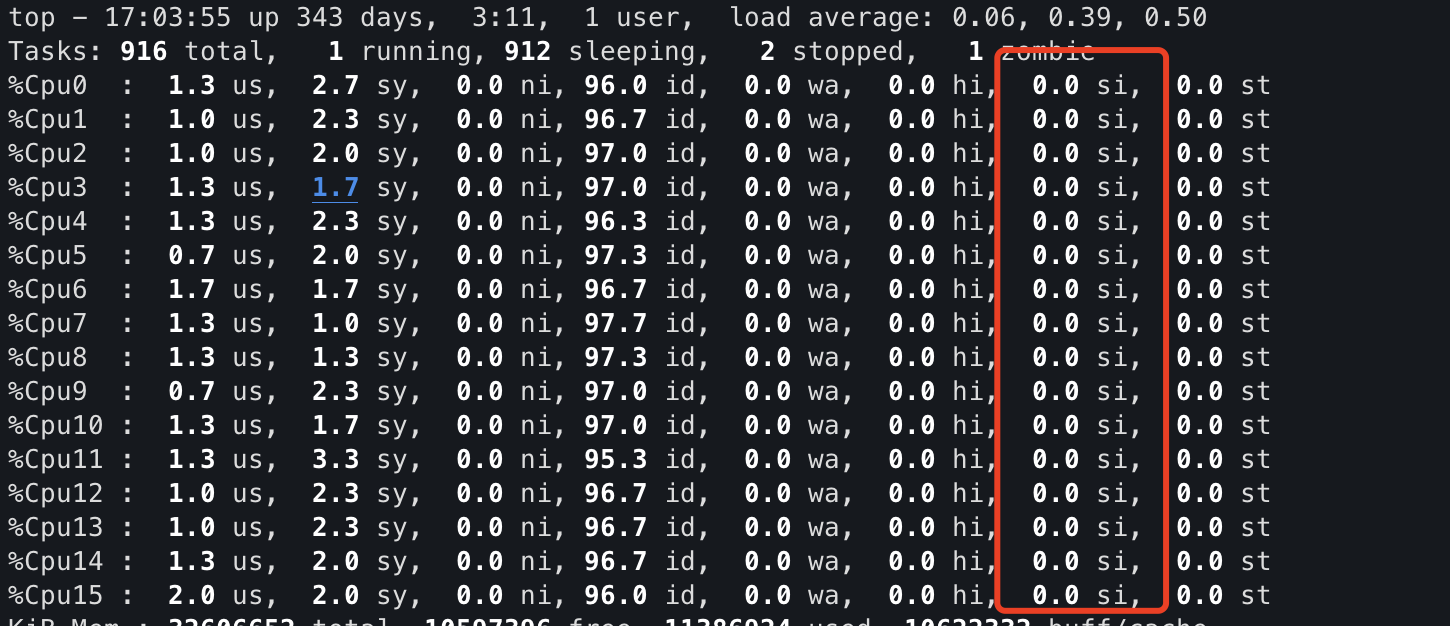 top - 17:03:55 up 343 days,  3:11,  1 user,  load average: 0.06, 0.39, 0.50
Tasks: 916 total,   1 running, 912 sleeping,   2 stopped,   1 zombie
%Cpu0  :  1.3 us,  2.7 sy,  0.0 ni, 96.0 id,  0.0 wa,  0.0 hi,  0.0 si,  0.0 st
%Cpu1  :  1.0 us,  2.3 sy,  0.0 ni, 96.7 id,  0.0 wa,  0.0 hi,  0.0 si,  0.0 st
%Cpu2  :  1.0 us,  2.0 sy,  0.0 ni, 97.0 id,  0.0 wa,  0.0 hi,  0.0 si,  0.0 st
%Cpu3  :  1.3 us,  1.7 sy,  0.0 ni, 97.0 id,  0.0 wa,  0.0 hi,  0.0 si,  0.0 st
%Cpu4  :  1.3 us,  2.3 sy,  0.0 ni, 96.3 id,  0.0 wa,  0.0 hi,  0.0 si,  0.0 st
%Cpu5  :  0.7 us,  2.0 sy,  0.0 ni, 97.3 id,  0.0 wa,  0.0 hi,  0.0 si,  0.0 st
%Cpu6  :  1.7 us,  1.7 sy,  0.0 ni, 96.7 id,  0.0 wa,  0.0 hi,  0.0 si,  0.0 st
%Cpu7  :  1.3 us,  1.0 sy,  0.0 ni, 97.7 id,  0.0 wa,  0.0 hi,  0.0 si,  0.0 st
%Cpu8  :  1.3 us,  1.3 sy,  0.0 ni, 97.3 id,  0.0 wa,  0.0 hi,  0.0 si,  0.0 st
%Cpu9  :  0.7 us,  2.3 sy,  0.0 ni, 97.0 id,  0.0 wa,  0.0 hi,  0.0 si,  0.0 st
%Cpu10 :  1.3 us,  1.7 sy,  0.0 ni, 97.0 id,  0.0 wa,  0.0 hi,  0.0 si,  0.0 st
%Cpu11 :  1.3 us,  3.3 sy,  0.0 ni, 95.3 id,  0.0 wa,  0.0 hi,  0.0 si,  0.0 st
%Cpu12 :  1.0 us,  2.3 sy,  0.0 ni, 96.7 id,  0.0 wa,  0.0 hi,  0.0 si,  0.0 st
%Cpu13 :  1.0 us,  2.3 sy,  0.0 ni, 96.7 id,  0.0 wa,  0.0 hi,  0.0 si,  0.0 st
%Cpu14 :  1.3 us,  2.0 sy,  0.0 ni, 96.7 id,  0.0 wa,  0.0 hi,  0.0 si,  0.0 st
%Cpu15 :  2.0 us,  2.0 sy,  0.0 ni, 96.0 id,  0.0 wa,  0.0 hi,  0.0 si,  0.0 st
KiB Mem : total, free, used, buff/cache